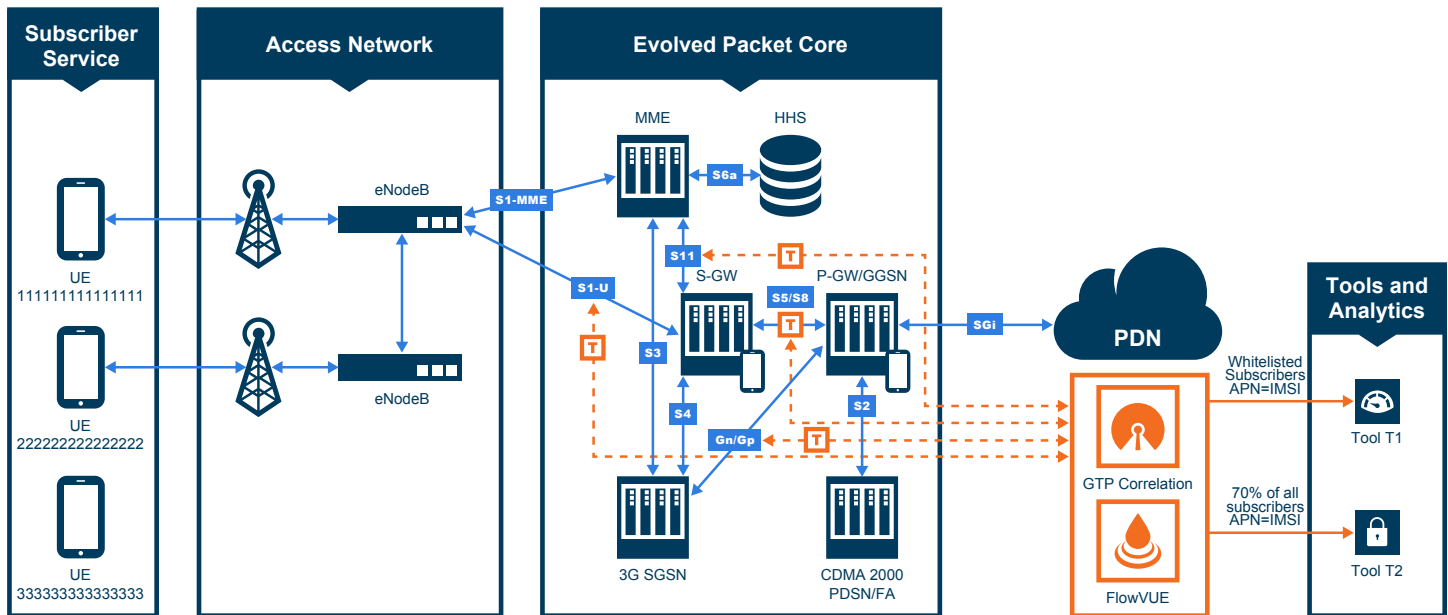 Subscriber
Service
Access Network
Evolved Packet Core
MME
HHS
S6a
eNodeB
S1-MME
UE
111111111111111
S11
T
S-GW
P-GW/GGSN
S1-U
S5/S8
T
T
SGi
PDN
Tools and
Analytics
S3
Whitelisted
Subscribers
APN=IMSI
eNodeB
UE
222222222222222
S4
S2
Gn/Gp
T
Tool T1
GTP Correlation
70% of all
subscribers
APN=IMSI
UE
333333333333333
3G SGSN
CDMA 2000
PDSN/FA
FlowVUE
Tool T2